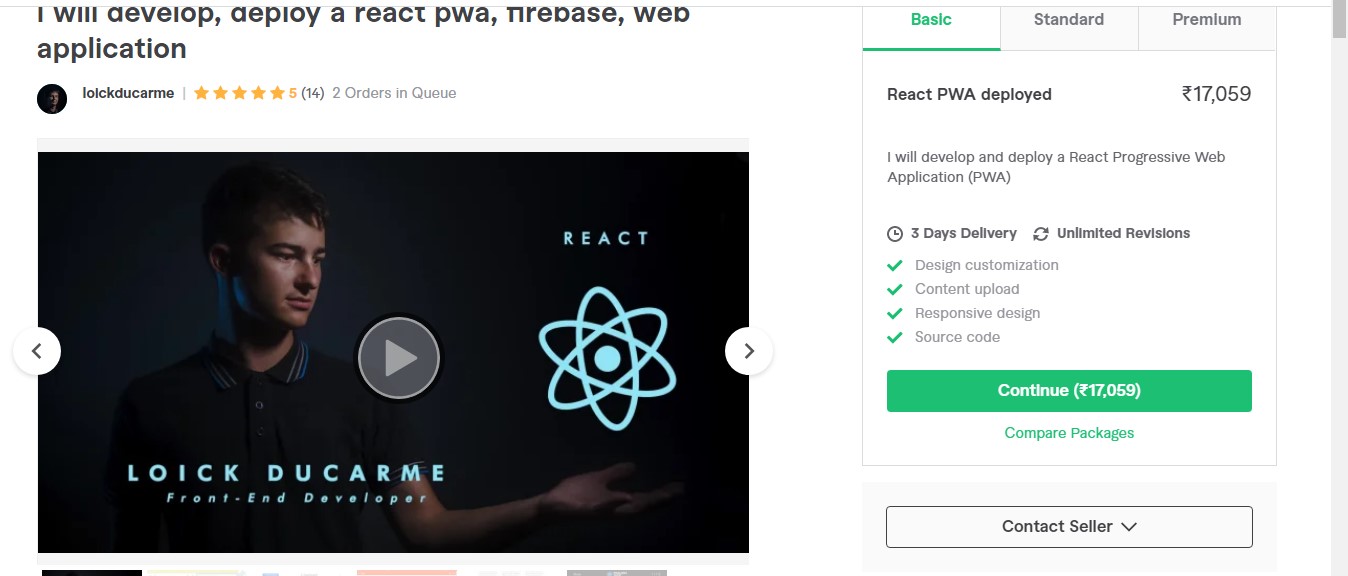 I will develop, deploy a react pwa, firebase, web
application
loickducarme | 5 (14) 2 Orders in Queue
REACT
LOICK DUCARME
Front-End Developer
Basic Standard Premium
React PWA deployed ₹17,059
I will develop and deploy a React Progressive Web
Application (PWA)
3 Days Delivery Unlimited Revisions
Design customization
Content upload
Responsive design
Source code
Continue (₹17,059)
Compare Packages
Contact Seller